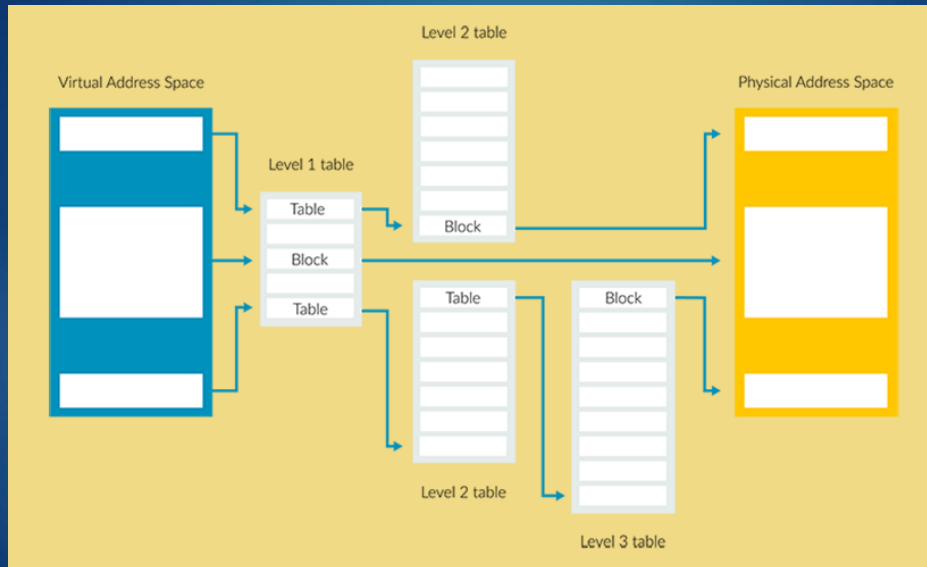 Level 2 table
Virtual Address Space
Physical Address Space
Level 1 table
Table
Block
Table
Block
Table
Block
Level 2 table
Level 3 table